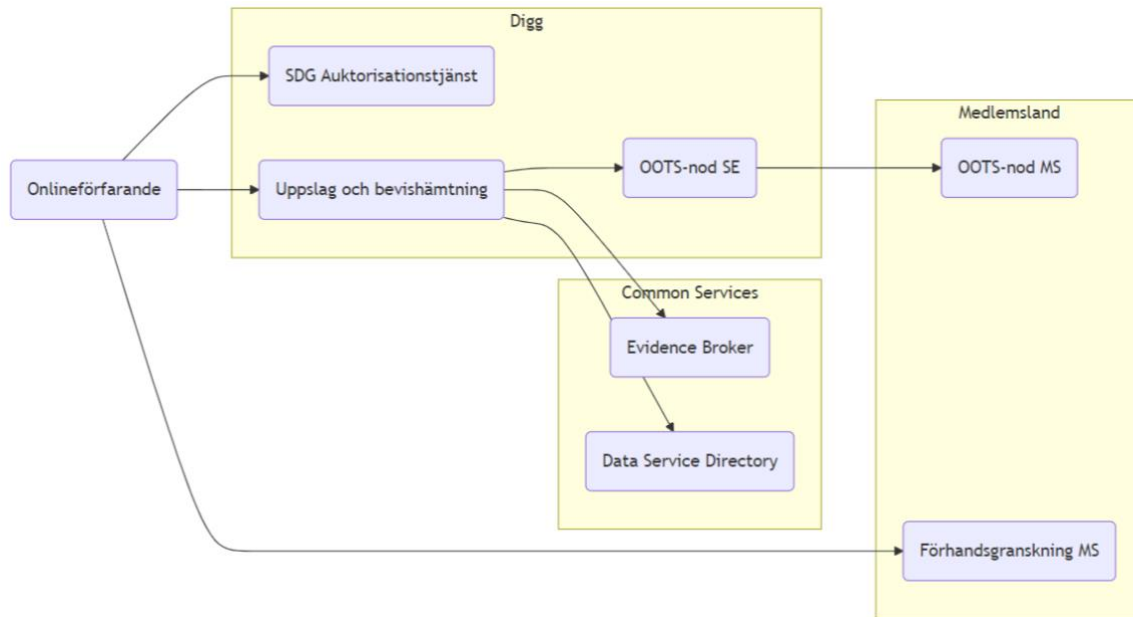 Digg
SDG Auktorisationstjänst
Medlemsland
Onlineförfarande
Uppslag och bevishämtning
OOTS-nod SE
OOTS-nod MS
Common Services
Evidence Broker
Data Service Directory
Förhandsgranskning MS